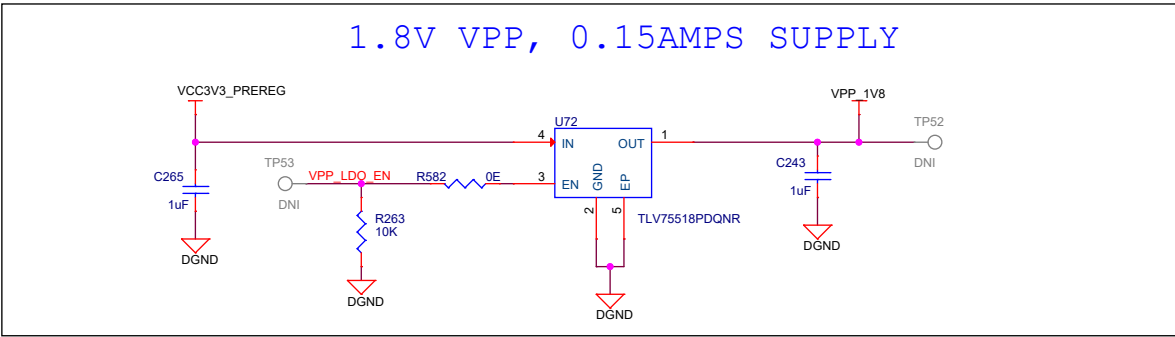 1.8V VPP, 0.15AMPS SUPPLY
VCC3V3_PREREG
VPP_1V8
U72
TP52
4
IN
OUT
1
DNI
TP53
C265
1uF
VPP_LDO_EN
R582
0E
3
EN
GND
EP
C243
1uF
DNI
R263
10K
2
5
TLV75518PDQNR
DGND
DGND
DGND
DGND